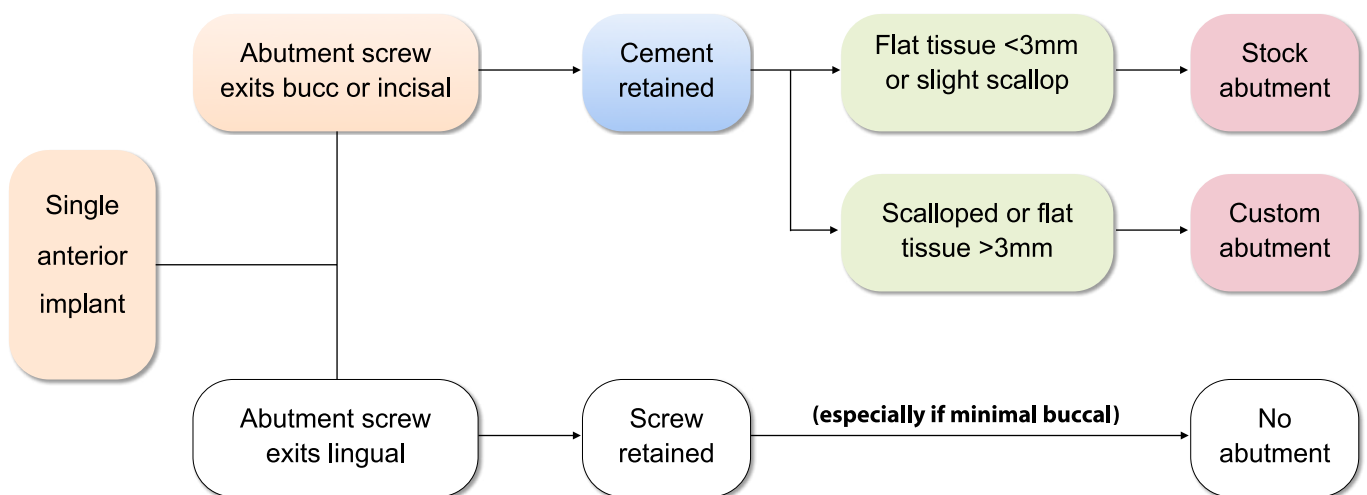 Abutment screw
exits bucc or incisal
Cement
retained
Flat tissue <3mm
or slight scallop
Stock
abutment
Single
anterior
implant
Scalloped or flat
tissue >3mm
Custom
abutment
Abutment screw
exits lingual
Screw
retained
(especially if minimal buccal)
No
abutment